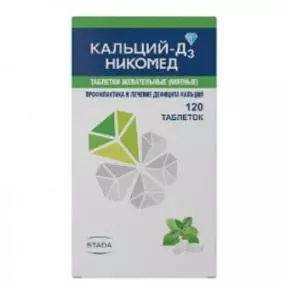 КАЛЬЦИЙ-Д3
НИКОМЕД
ТАБЛЕТКИ ЖЕВАТЕЛЬНЫЕ (МЯТНЫЕ)
ПРОФИЛАКТИКА И ЛЕЧЕНИЕ ДЕФИЦИТА КАЛЬЦИЯ
120
ТАБЛЕТОК
STADA